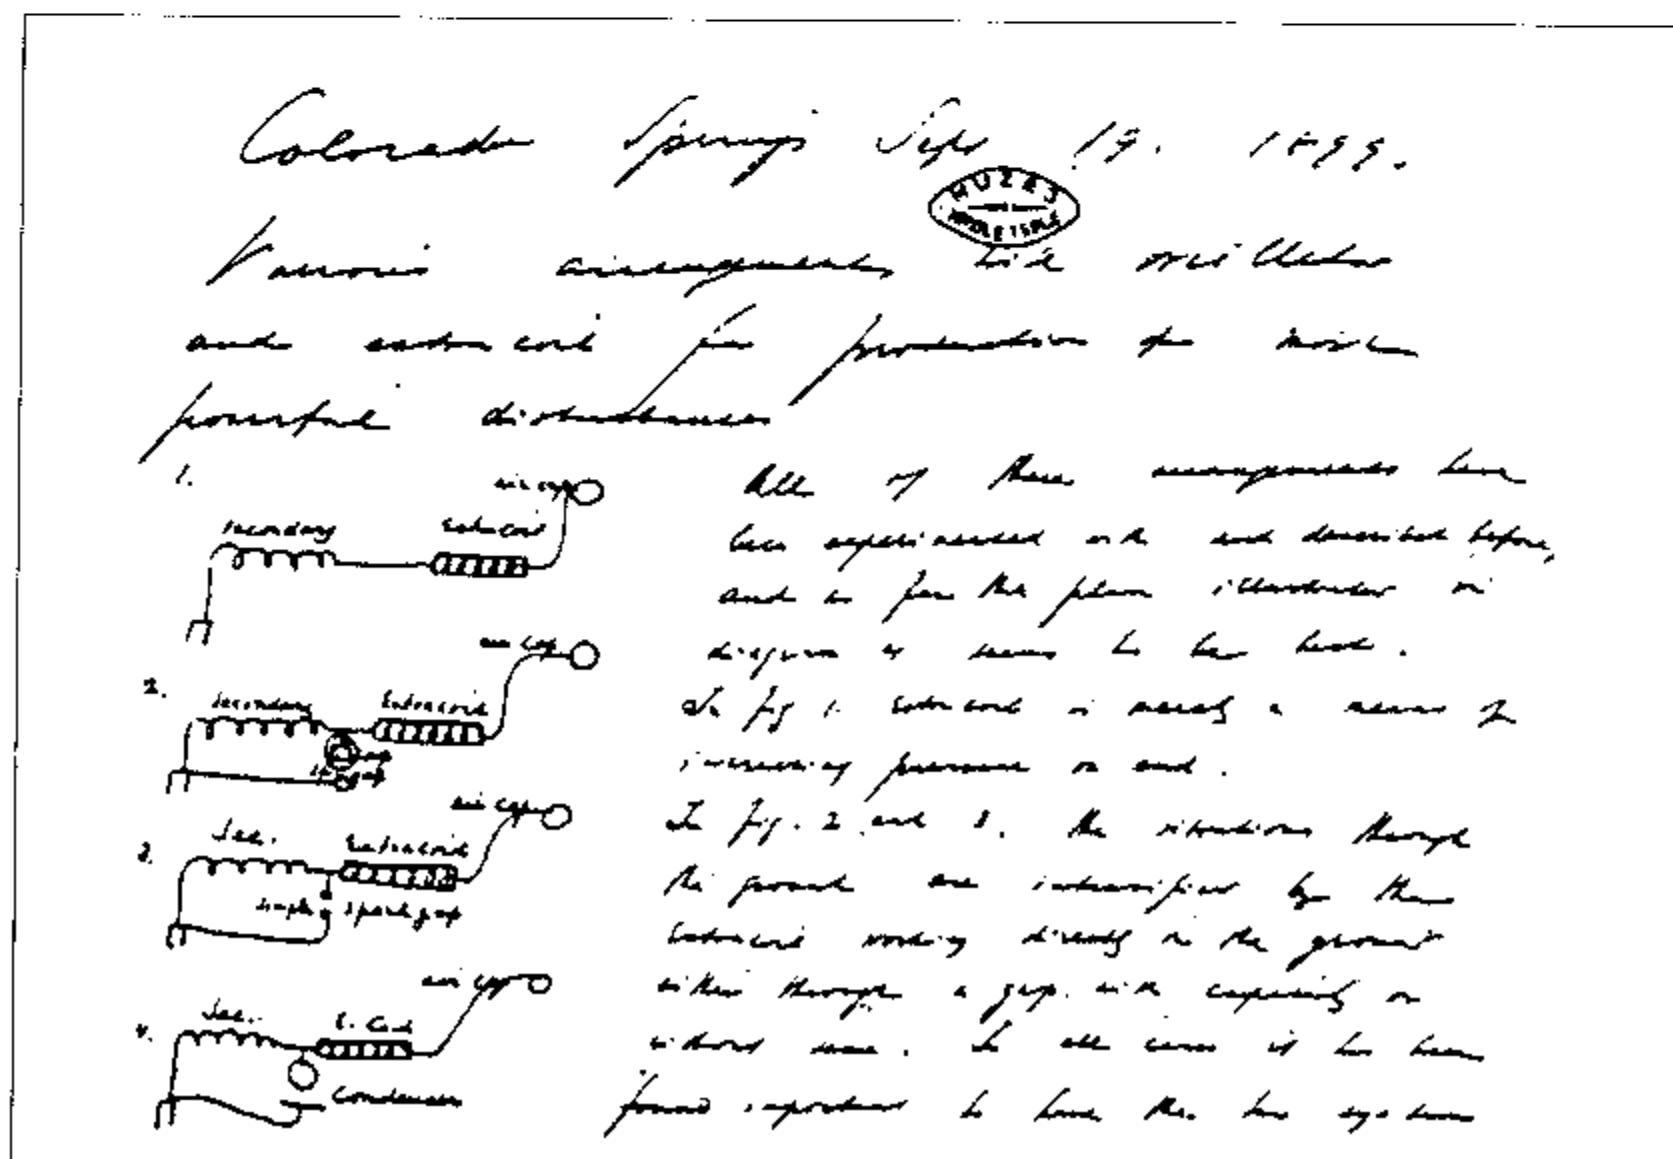 Colorado Springs Sept 1899.
MUZEJ
NIKOLE TESLE
Various arrangements with oscillator
and extra coil for production of more
powerful disturbances
1.
air cap
secondary
Extra coil
All of these arrangements have
been experimented with and described before,
and so far the plan illustrated in
diagram 4 seems to be best.
2.
air cap
secondary
Extra coil
gap
In fig 1. extra coil is merely a means of
increasing pressure on end.
3.
air cap
Sec.
Extra coil
simple spark gap
In fig. 2 and 3. the vibrations through
the ground are intensified by the
extra coil working directly on the ground
either through a gap with capacity or
without same. In all cases it has been
found important to have the two systems
4.
air cap
Sec.
E. Coil
Condenser